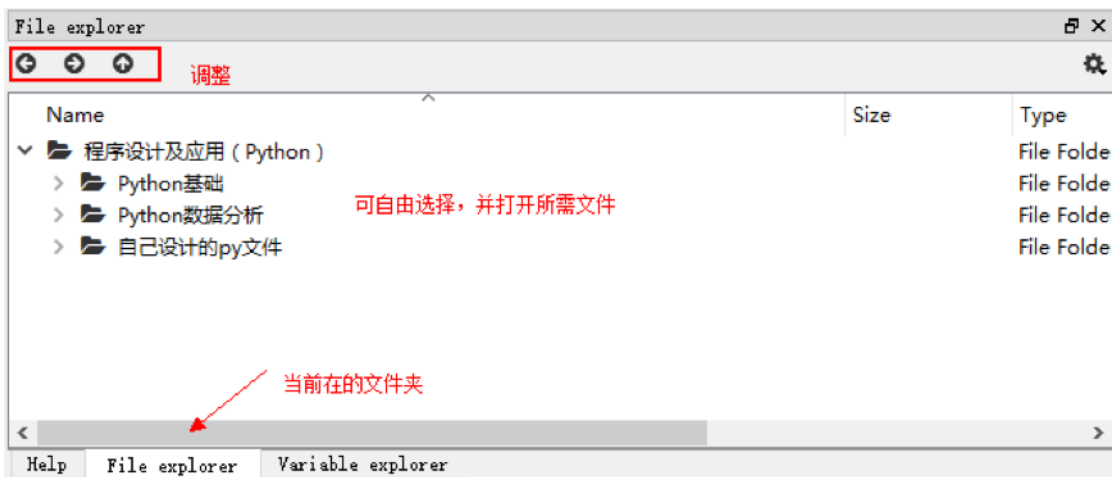 File explorer
调整
Name Size Type
程序设计及应用（Python） File Folde
Python基础 File Folde
Python数据分析 File Folde
自己设计的py文件 File Folde
可自由选择，并打开所需文件
当前在的文件夹
Help File explorer Variable explorer